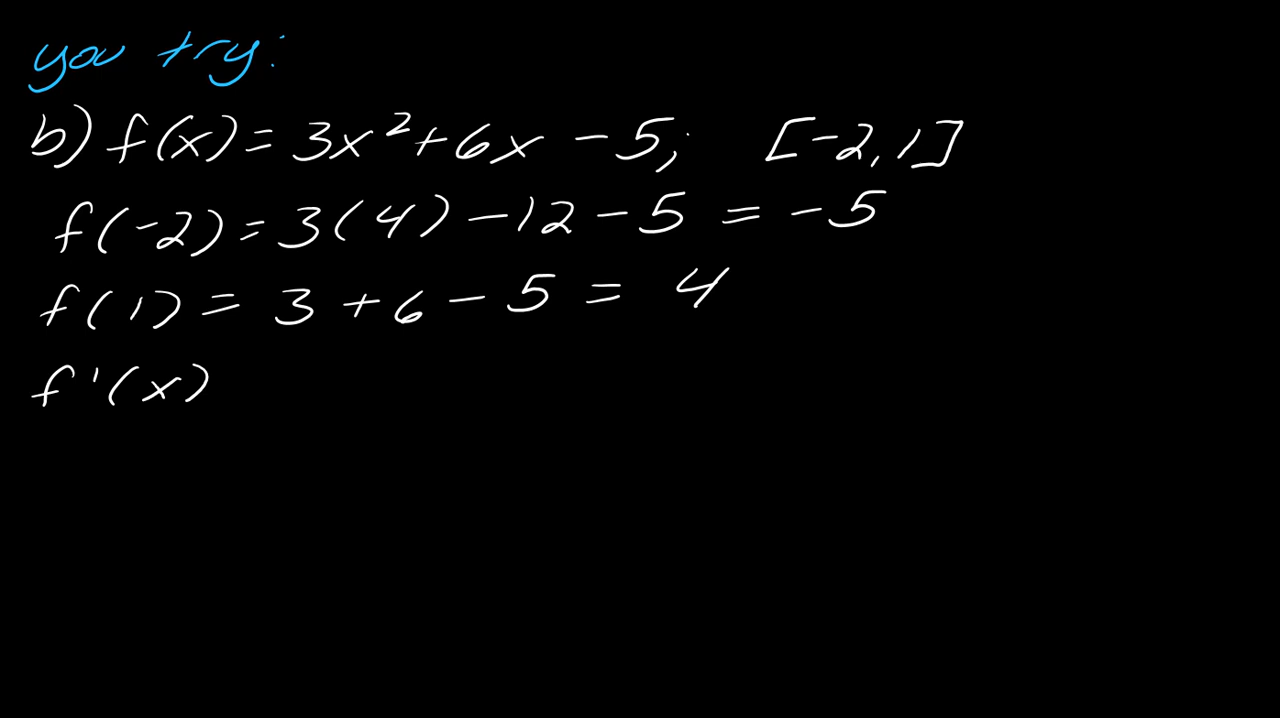 you try:
b) f(x) = 3x² + 6x - 5; [-2, 1]
f(-2) = 3(4) - 12 - 5 = -5
f(1) = 3 + 6 - 5 = 4
f'(x)